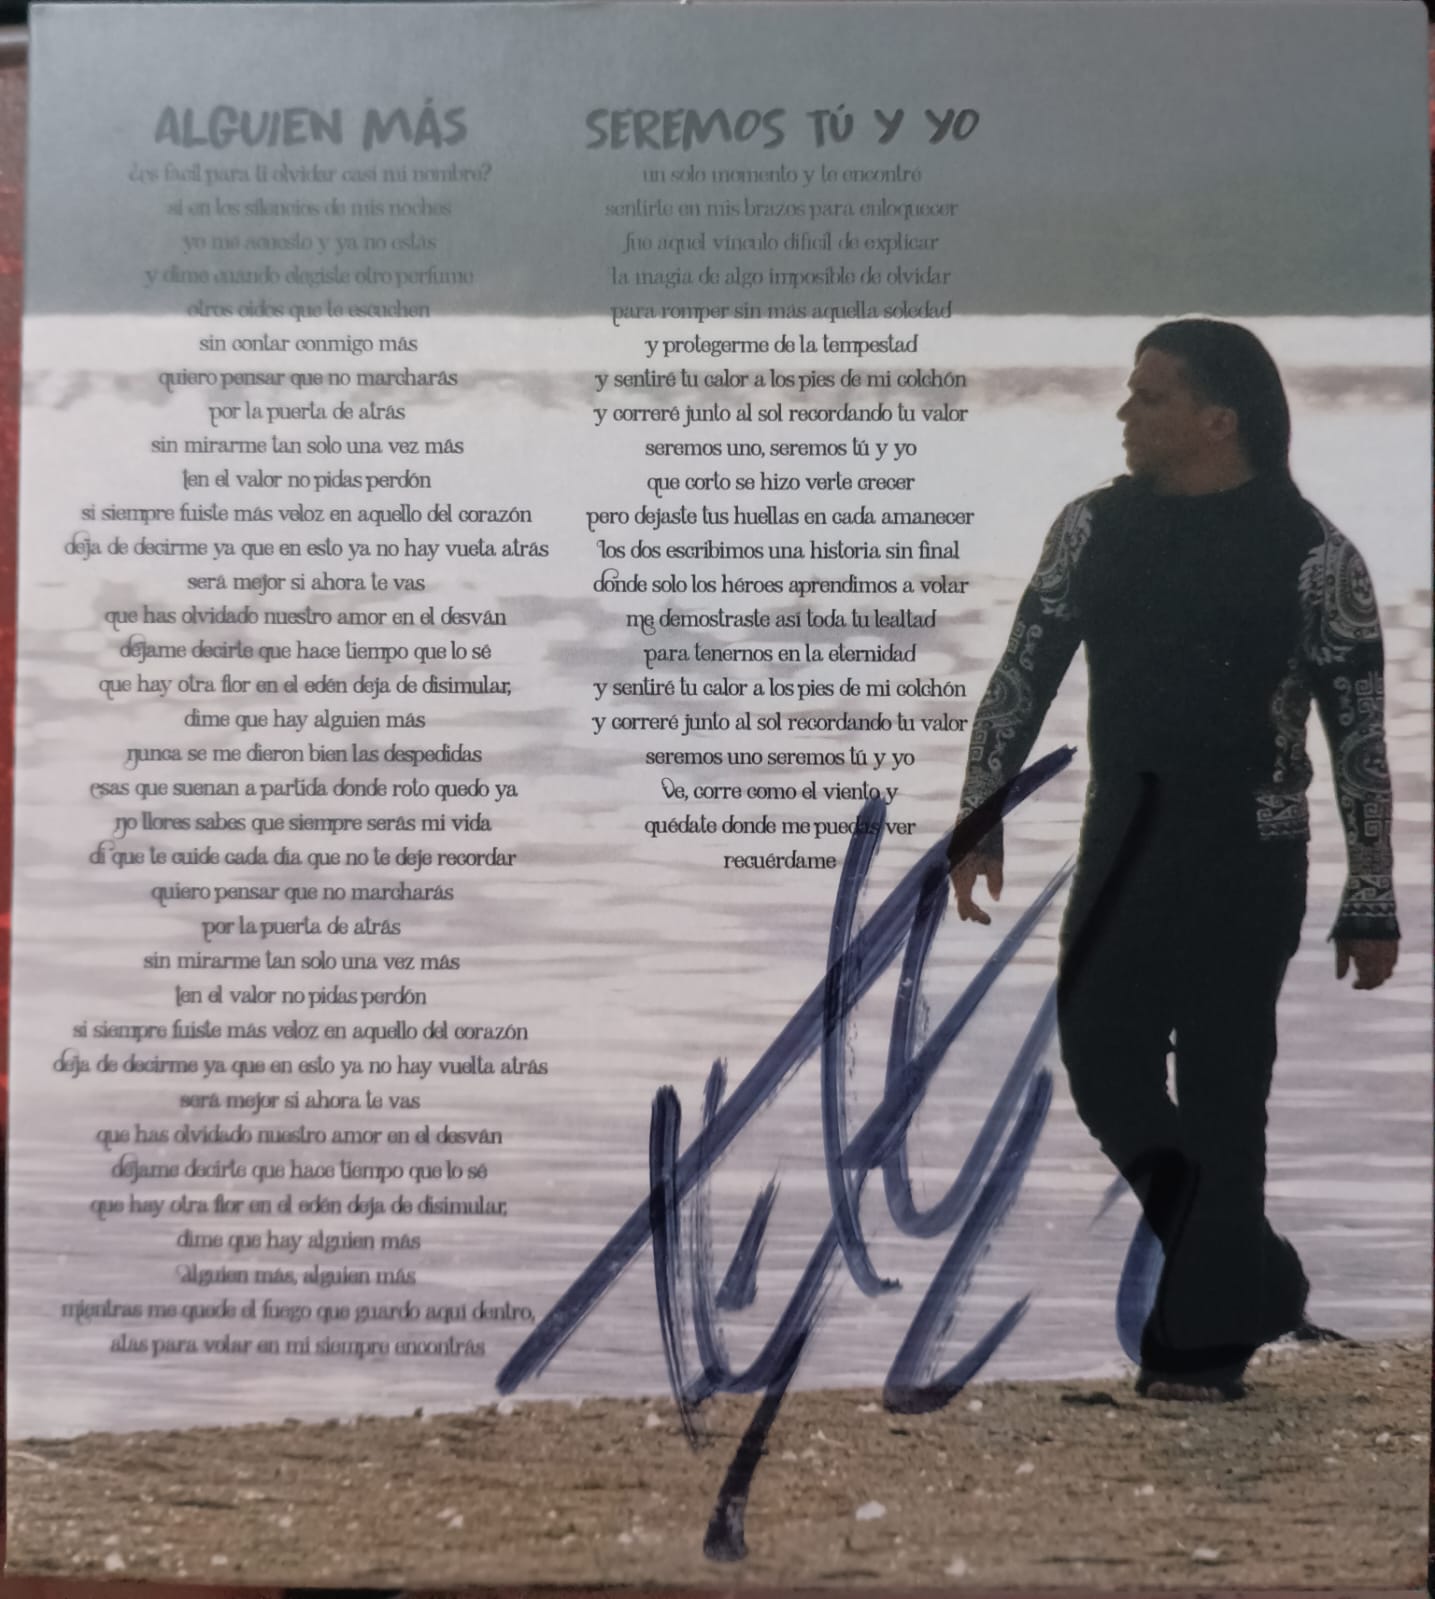 ALGUIEN MÁS
¿es fácil para ti olvidar casi mi nombre?
si en los silencios de mis noches
yo me acuesto y ya no estás
y dime cuando elegiste otro perfume
otros oidos que te escuchen
sin contar conmigo más
quiero pensar que no marcharás
por la puerta de atrás
sin mirarme tan solo una vez más
ten el valor no pidas perdón
si siempre fuiste más veloz en aquello del corazón
deja de decirme ya que en esto ya no hay vueta atrás
será mejor si ahora te vas
que has olvidado nuestro amor en el desván
déjame decirte que hace tiempo que lo sé
que hay otra flor en el edén deja de disimular,
dime que hay alguien más
nunca se me dieron bien las despedidas
esas que suenan a partida donde roto quedo ya
no llores sabes que siempre serás mi vida
di que te cuide cada dia que no te deje recordar
quiero pensar que no marcharás
por la puerta de atrás
sin mirarme tan solo una vez más
ten el valor no pidas perdón
si siempre fuiste más veloz en aquello del corazón
deja de decirme ya que en esto ya no hay vuelta atrás
será mejor si ahora te vas
que has olvidado nuestro amor en el desván
déjame decirte que hace tiempo que lo sé
que hay otra flor en el edén deja de disimular,
dime que hay alguien más
alguien más, alguien más
mientras me quede el fuego que guardo aquí dentro,
alas para volar en mi siempre encontrás
SEREMOS TÚ Y YO
un solo momento y te encontré
sentirte en mis brazos para enloquecer
fue aquel vínculo difícil de explicar
la magia de algo imposible de olvidar
para romper sin más aquella soledad
y protegerme de la tempestad
y sentiré tu calor a los pies de mi colchón
y correré junto al sol recordando tu valor
seremos uno, seremos tú y yo
que corto se hizo verte crecer
pero dejaste tus huellas en cada amanecer
los dos escribimos una historia sin final
donde solo los héroes aprendimos a volar
me demostraste así toda tu lealtad
para tenernos en la eternidad
y sentiré tu calor a los pies de mi colchón
y correré junto al sol recordando tu valor
seremos uno seremos tú y yo
Ve, corre como el viento y
quédate donde me puedas ver
recuérdame